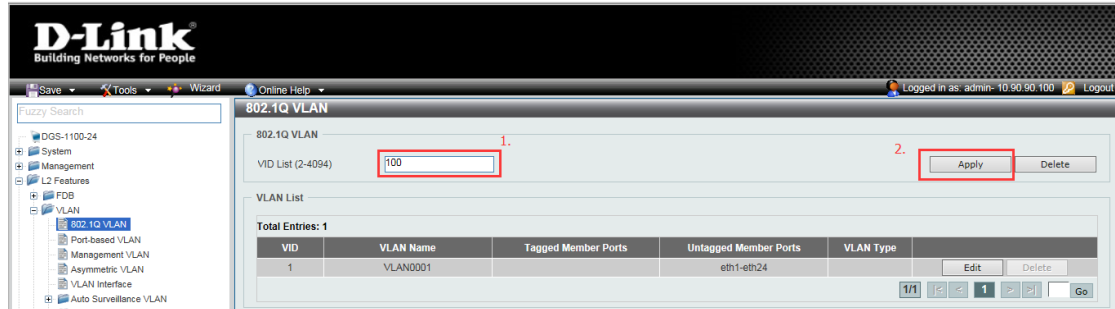 D-Link
Building Networks for People
Save Tools Wizard Online Help Logged in as: admin- 10.90.90.100 Logout
Fuzzy Search
DGS-1100-24
System
Management
L2 Features
FDB
VLAN
802.1Q VLAN
Port-based VLAN
Management VLAN
Asymmetric VLAN
VLAN Interface
Auto Surveillance VLAN
802.1Q VLAN
802.1Q VLAN
1.
2.
VID List (2-4094) 100 Apply Delete
VLAN List
Total Entries: 1
VID VLAN Name Tagged Member Ports Untagged Member Ports VLAN Type
1 VLAN0001 eth1-eth24 Edit Delete
1/1 |< < 1 > >| Go